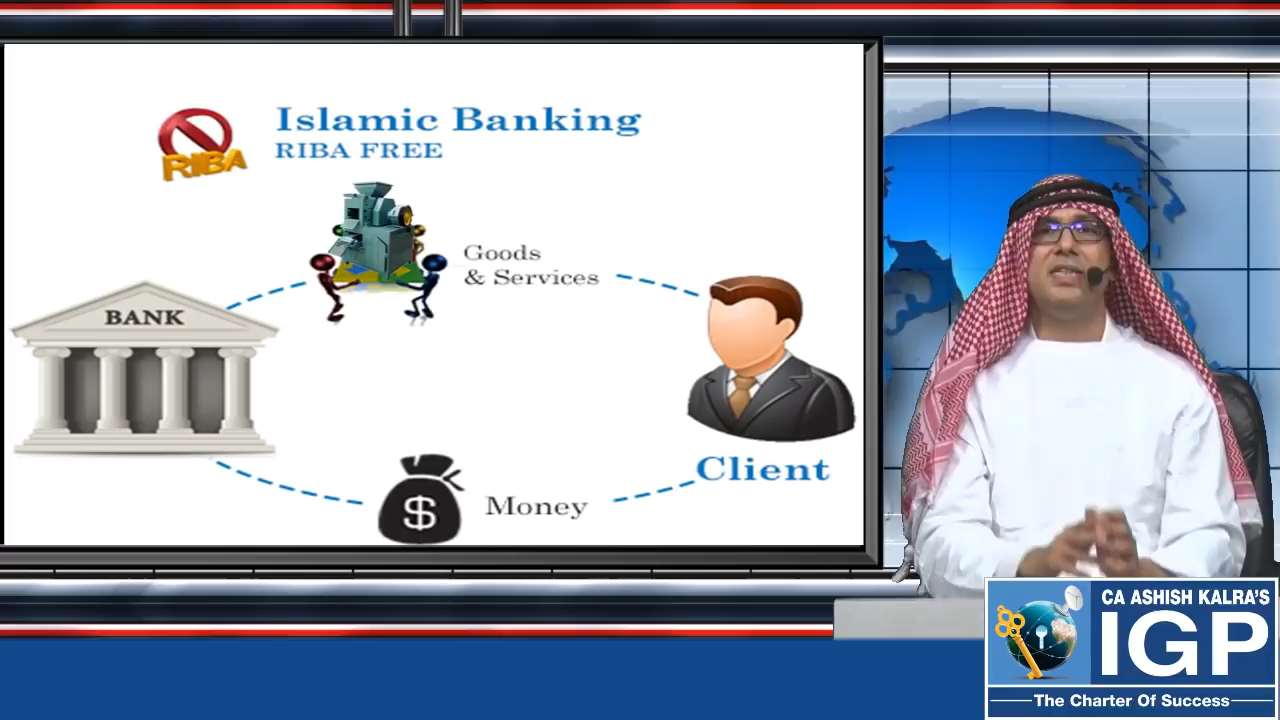 RIBA
Islamic Banking
RIBA FREE
Goods
& Services
BANK
Client
$
Money
CA ASHISH KALRA'S
IGP
The Charter Of Success